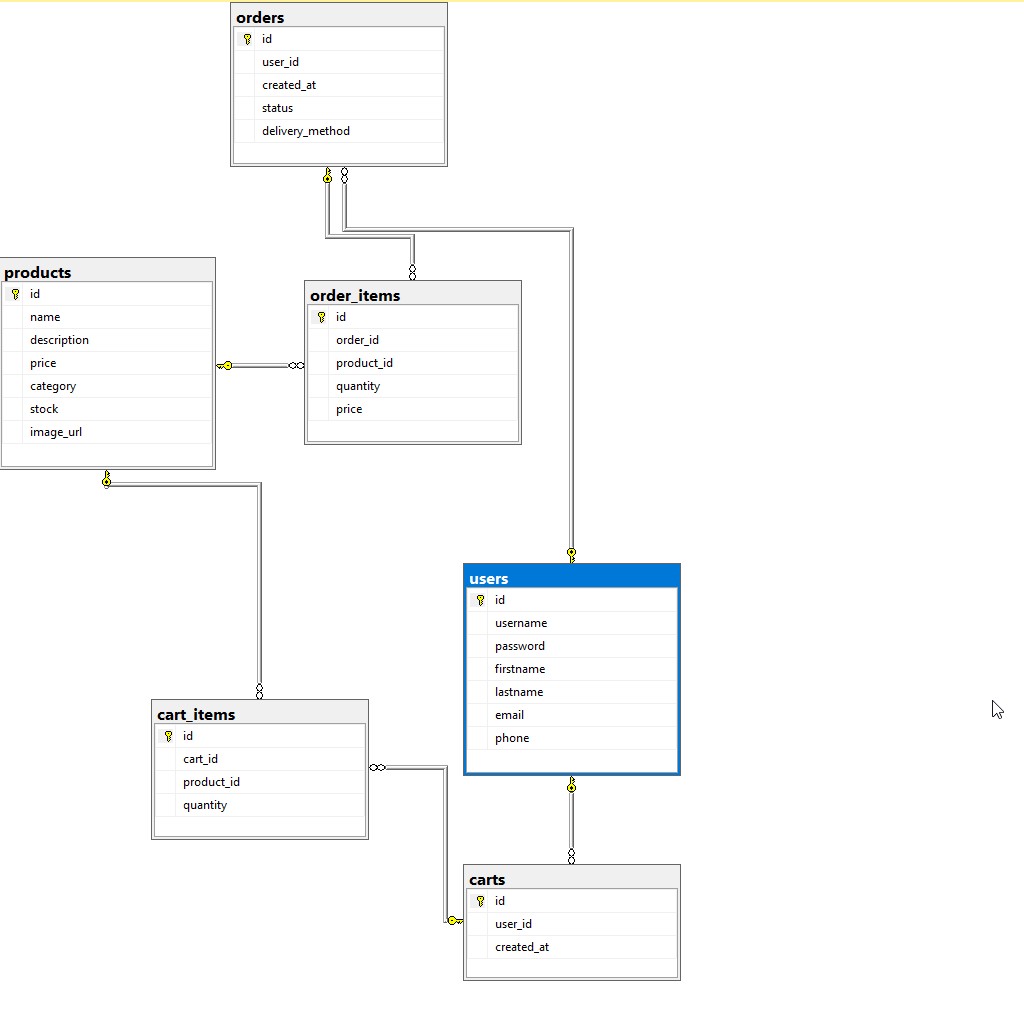 orders
id
user_id
created_at
status
delivery_method
products
id
name
description
price
category
stock
image_url
order_items
id
order_id
product_id
quantity
price
users
id
username
password
firstname
lastname
email
phone
cart_items
id
cart_id
product_id
quantity
carts
id
user_id
created_at